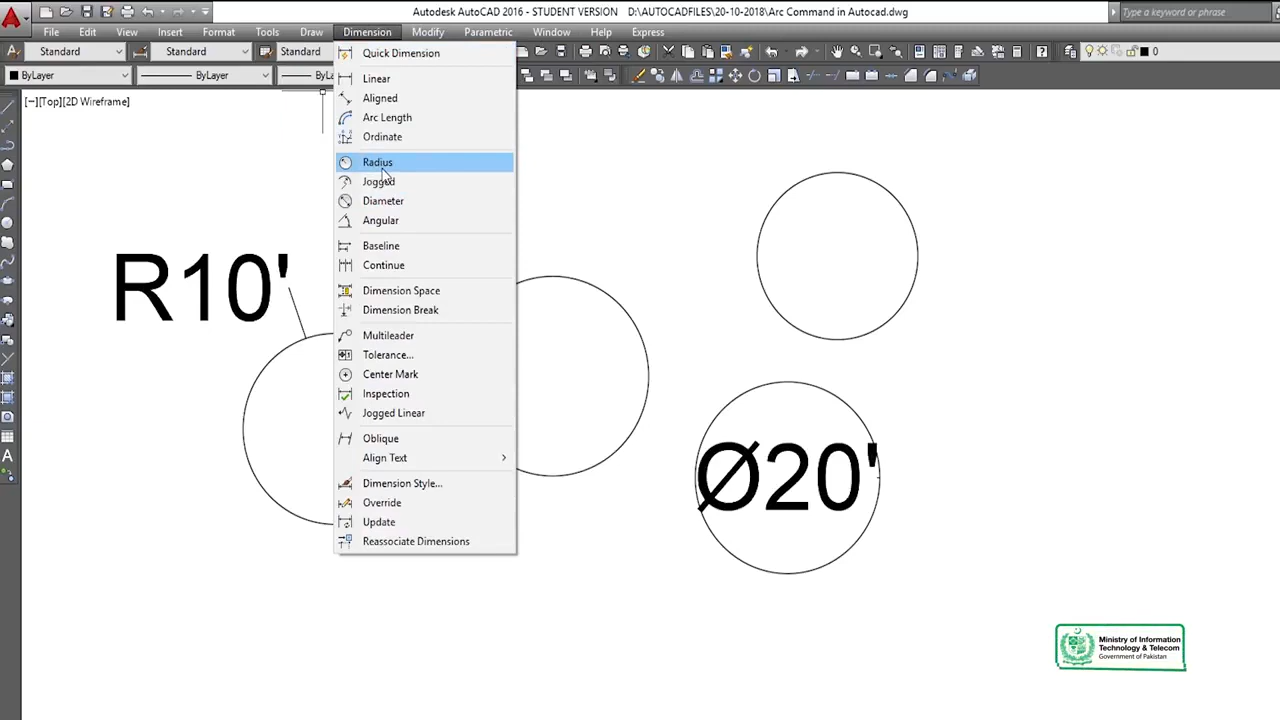 Autodesk AutoCAD 2016 - STUDENT VERSION D:\AUTOCADFILES\20-10-2018\Arc Command in Autocad.dwg
Type a keyword or phrase
File Edit View Insert Format Tools Draw Dimension Modify Parametric Window Help Express
Standard Standard Standard 0
ByLayer ByLayer ByLa
[−][Top][2D Wireframe]
Quick Dimension
Linear
Aligned
Arc Length
Ordinate
Radius
Jogged
Diameter
Angular
Baseline
Continue
Dimension Space
Dimension Break
Multileader
Tolerance...
Center Mark
Inspection
Jogged Linear
Oblique
Align Text
Dimension Style...
Override
Update
Reassociate Dimensions
R10'
Ø20'
Ministry of Information
Technology & Telecom
Government of Pakistan